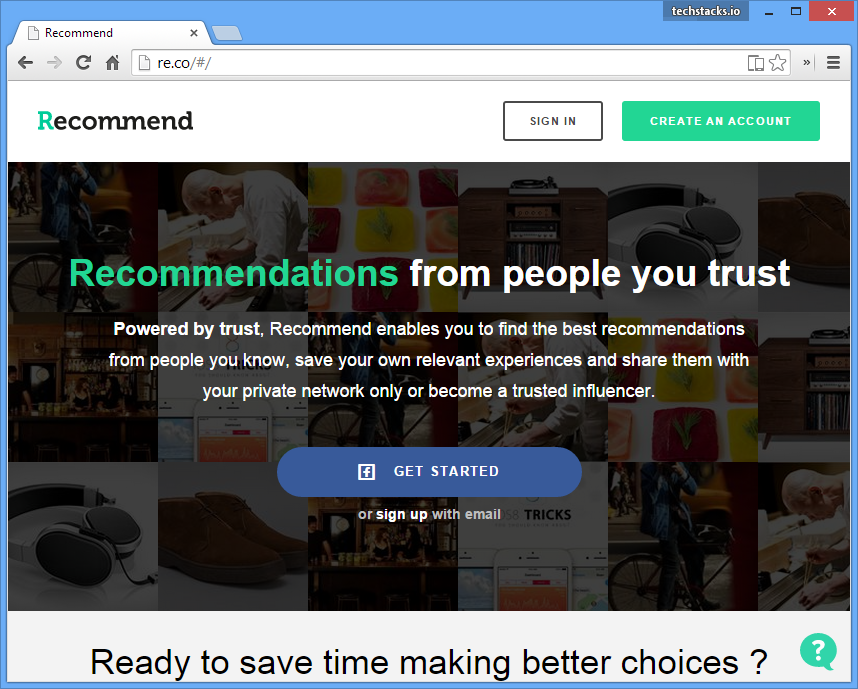 techstacks.io
Recommend
re.co/#/
Recommend
SIGN IN
CREATE AN ACCOUNT
Recommendations from people you trust
Powered by trust, Recommend enables you to find the best recommendations
from people you know, save your own relevant experiences and share them with
your private network only or become a trusted influencer.
GET STARTED
or sign up with email
TRICKS
Ready to save time making better choices ?
?